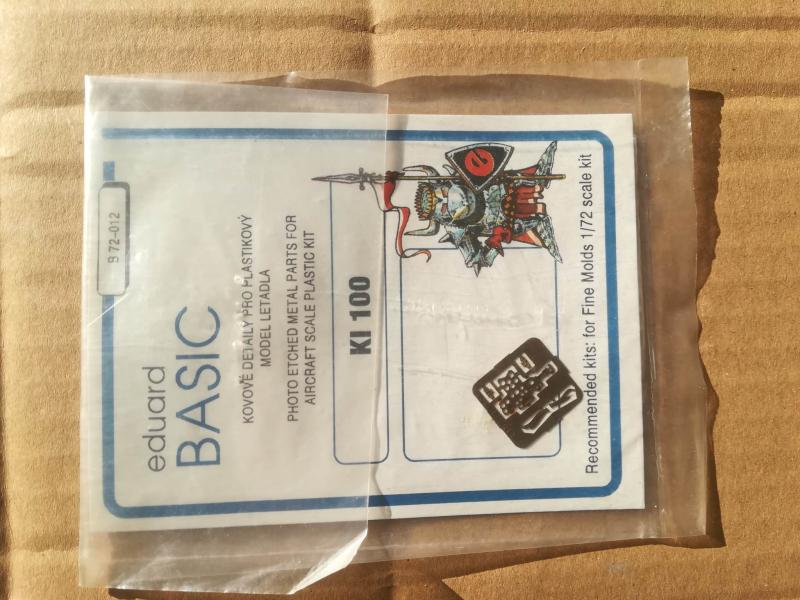 B 72-012
eduard
BASIC
KOVOVÉ DETAILY PRO PLASTIKOVÝ
MODEL LETADLA
PHOTO ETCHED METAL PARTS FOR
AIRCRAFT SCALE PLASTIC KIT
KI 100
e
Recommended kits: for Fine Molds 1/72 scale kit